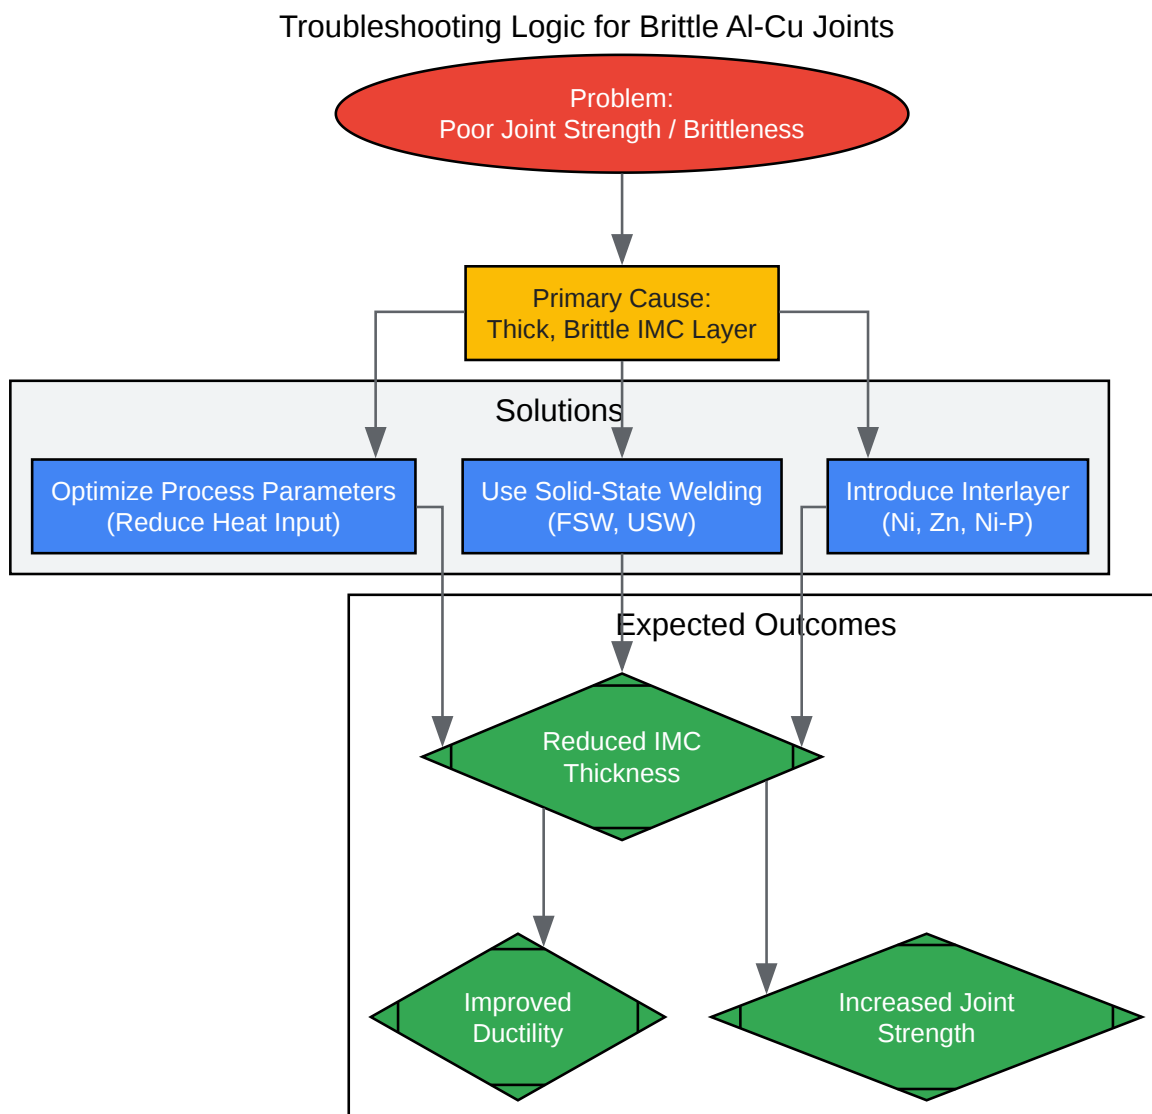 Troubleshooting Logic for Brittle Al-Cu Joints
Problem:
Poor Joint Strength / Brittleness
Primary Cause:
Thick, Brittle IMC Layer
Solutions
Optimize Process Parameters
(Reduce Heat Input)
Use Solid-State Welding
(FSW, USW)
Introduce Interlayer
(Ni, Zn, Ni-P)
Expected Outcomes
Reduced IMC
Thickness
Improved
Ductility
Increased Joint
Strength